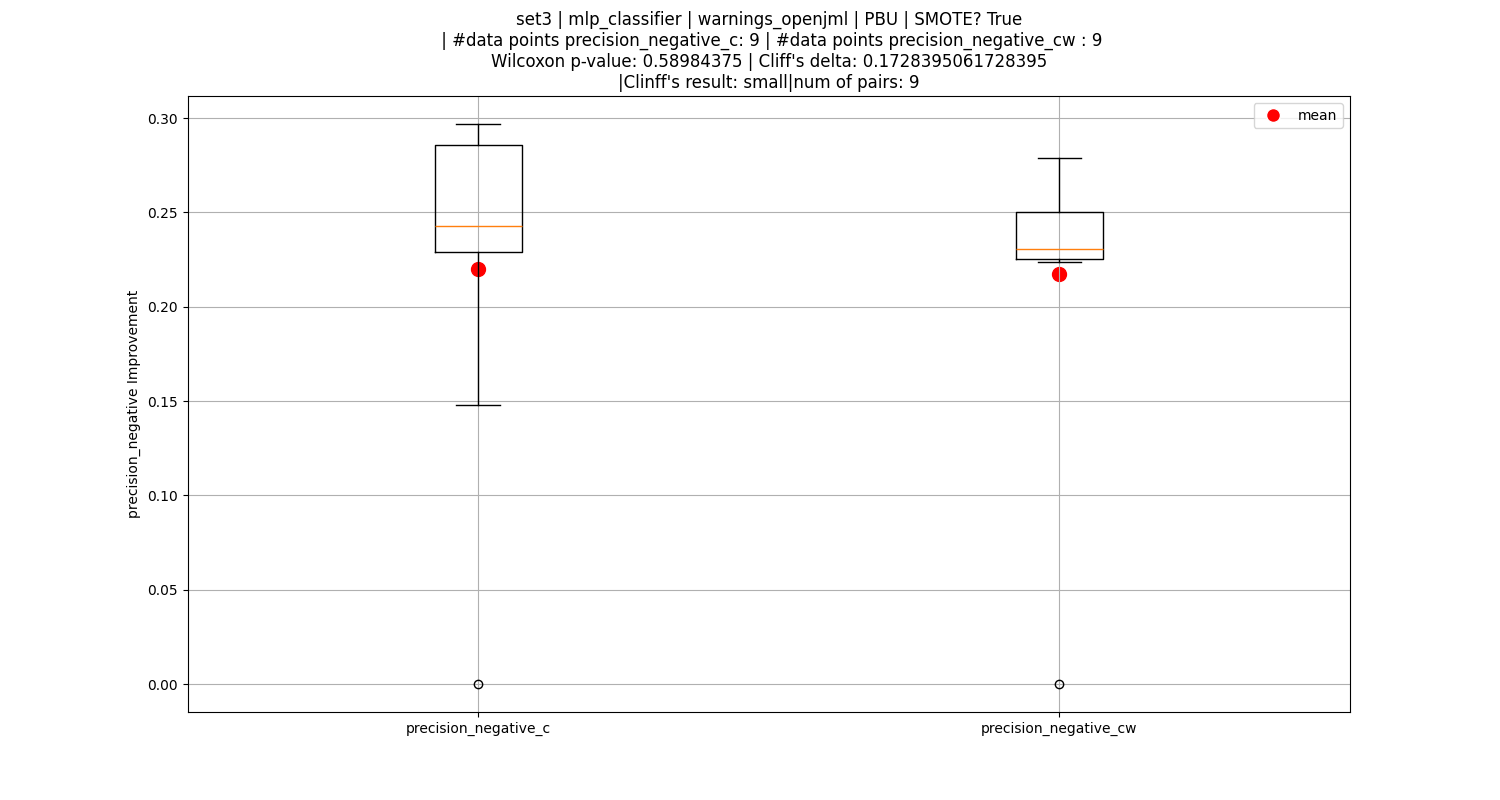 set3 | mlp_classifier | warnings_openjml | PBU | SMOTE? True
| #data points precision_negative_c: 9 | #data points precision_negative_cw : 9
Wilcoxon p-value: 0.58984375 | Cliff's delta: 0.1728395061728395
|Clinff's result: small|num of pairs: 9
mean
precision_negative Improvement
0.30
0.25
0.20
0.15
0.10
0.05
0.00
precision_negative_c
precision_negative_cw